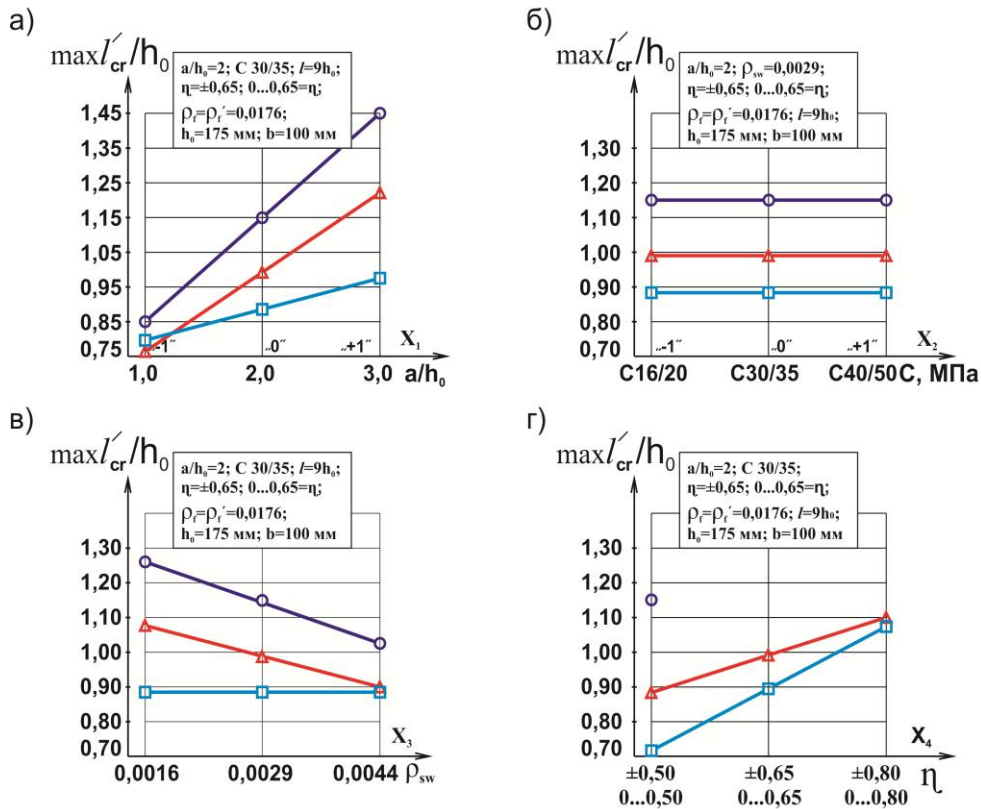 а)
max l′cr/h0
a/h₀=2; C 30/35; l=9h₀;
η=±0,65; 0...0,65=η;
ρf=ρf′=0,0176;
h₀=175 мм; b=100 мм
1,45
1,35
1,25
1,15
1,05
0,95
0,85
0,75
„-1″ „0″ „+1″ X₁
1,0 2,0 3,0 a/h₀
б)
max l′cr/h0
a/h₀=2; ρsw=0,0029;
η=±0,65; 0...0,65=η;
ρf=ρf′=0,0176; l=9h₀;
h₀=175 мм; b=100 мм
1,30
1,20
1,10
1,00
0,90
0,80
0,70
„-1″ „0″ „+1″ X₂
C16/20 C30/35 C40/50 C, МПа
в)
max l′cr/h0
a/h₀=2; C 30/35; l=9h₀;
η=±0,65; 0...0,65=η;
ρf=ρf′=0,0176;
h₀=175 мм; b=100 мм
1,30
1,20
1,10
1,00
0,90
0,80
0,70
X₃
0,0016 0,0029 0,0044 ρsw
г)
max l′cr/h0
a/h₀=2; C 30/35;
η=±0,65; 0...0,65=η;
ρf=ρf′=0,0176; l=9h₀;
h₀=175 мм; b=100 мм
1,30
1,20
1,10
1,00
0,90
0,80
0,70
X₄
±0,50 ±0,65 ±0,80 η
0...0,50 0...0,65 0...0,80